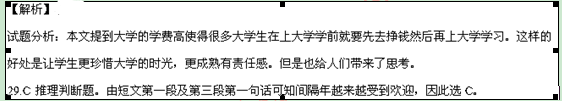 【解析】
试题分析：本文提到大学的学费高使得很多大学生在上大学学前就要先去挣钱然后再上大学学习。这样的
好处是让学生更珍惜大学的时光，更成熟有责任感。但是也给人们带来了思考。
29.C 推理判断题。由短文第一段及第三段第一句话可知间隔年越来越受到欢迎，因此选 C。